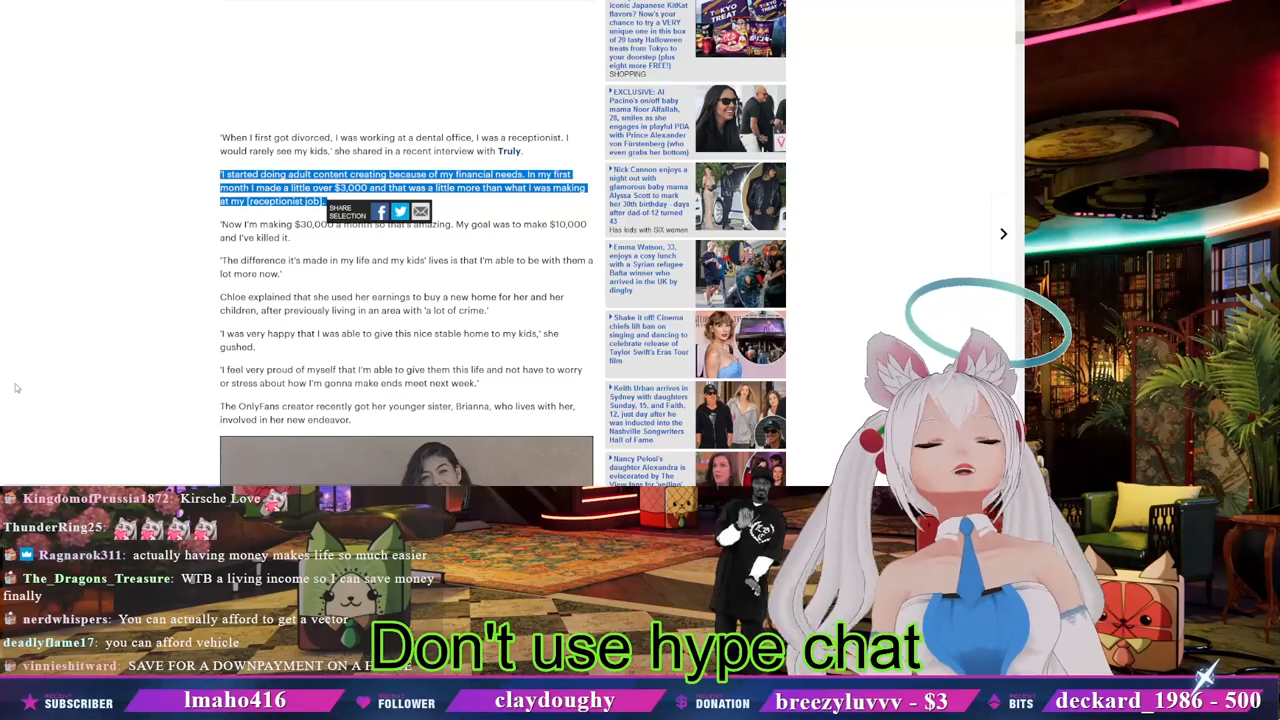 'When I first got divorced, I was working at a dental office, I was a receptionist. I
would rarely see my kids,' she shared in a recent interview with Truly.
'I started doing adult content creating because of my financial needs. In my first
month I made a little over $3,000 and that was a little more than what I was making
at my [receptionist job].
SHARE
SELECTION
'Now I'm making $30,000 a month so that's amazing. My goal was to make $10,000
and I've killed it.
'The difference it's made in my life and my kids' lives is that I'm able to be with them a
lot more now.'
Chloe explained that she used her earnings to buy a new home for her and her
children, after previously living in an area with 'a lot of crime.'
'I was very happy that I was able to give this nice stable home to my kids,' she
gushed.
'I feel very proud of myself that I'm able to give them this life and not have to worry
or stress about how I'm gonna make ends meet next week.'
The OnlyFans creator recently got her younger sister, Brianna, who lives with her,
involved in her new endeavor.
iconic Japanese KitKat
flavors? Now's your
chance to try a VERY
unique one in this box
of 20 tasty Halloween
treats from Tokyo to
your doorstep (plus
eight more FREE!)
SHOPPING
TOKYO
TREAT
EXCLUSIVE: Al
Pacino's on/off baby
mama Noor Alfallah,
28, smiles as she
engages in playful PDA
with Prince Alexander
von Fürstenberg (who
even grabs her bottom)
Nick Cannon enjoys a
night out with
glamorous baby mama
Alyssa Scott to mark
her 30th birthday - days
after dad-of-12 turned
43
Has kids with SIX women
Emma Watson, 33,
enjoys a cosy lunch
with a Syrian refugee
Bafta winner who
arrived in the UK by
dinghy
Shake it off! Cinema
chiefs lift ban on
singing and dancing to
celebrate release of
Taylor Swift's Eras Tour
film
Keith Urban arrives in
Sydney with daughters
Sunday, 15, and Faith,
12, just day after he
was inducted into the
Nashville Songwriters
Hall of Fame
Nancy Pelosi's
daughter Alexandra is
eviscerated by The
View fans for 'veiling'
KingdomofPrussia1872: Kirsche Love
ThunderRing25:
Ragnarok311: actually having money makes life so much easier
The_Dragons_Treasure: WTB a living income so I can save money
finally
nerdwhispers: You can actually afford to get a vector
deadlyflame17: you can afford vehicle
vinnieshitward: SAVE FOR A DOWNPAYMENT ON A
Don't use hype chat
RECENT
SUBSCRIBER
lmaho416
RECENT
FOLLOWER
claydoughy
RECENT
DONATION
breezyluvvv - $3
RECENT
BITS
deckard_1986 - 500